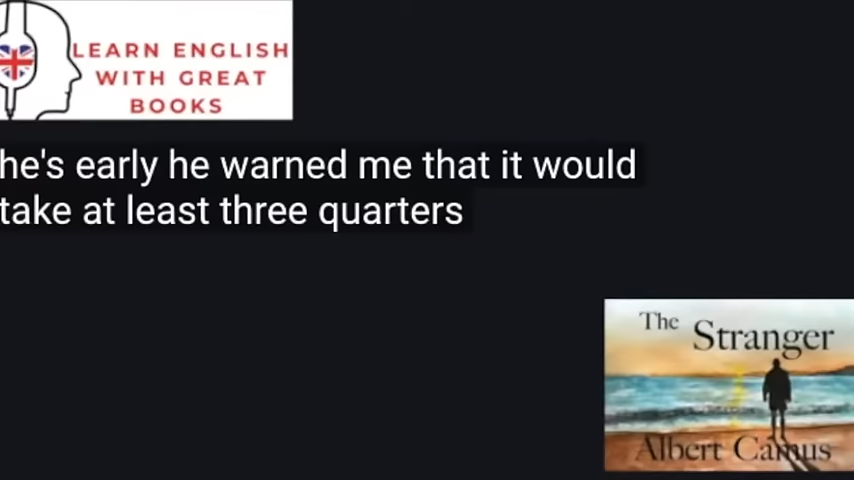 LEARN ENGLISH
WITH GREAT
BOOKS
he's early he warned me that it would
take at least three quarters
The Stranger
Albert Camus